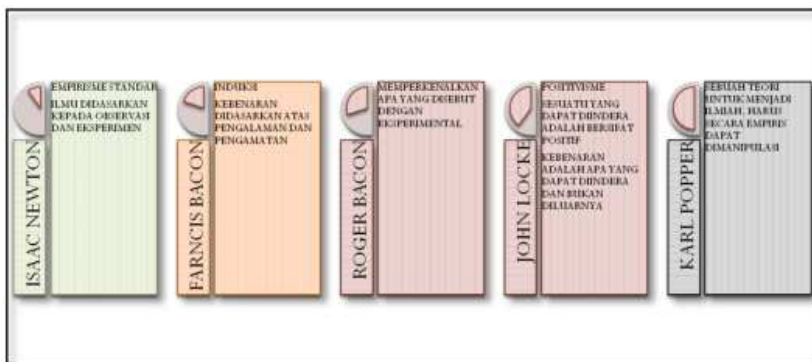 EMPIRISME STANDAR
ILMU DIDASARKAN
KEPADA OBSERVASI
DAN EKSPERIMEN
ISAAC NEWTON
INDUKSI
KEBENARAN
DIDASARKAN ATAS
PENGALAMAN DAN
PENGAMATAN
FARNCIS BACON
MEMPERKENALKAN
APA YANG DISEBUT
DENGAN
EKSPERIMENTAL
ROGER BACON
POSITIVISME
SESUATU YANG
DAPAT DIINDERA
ADALAH BERSIFAT
POSITIF
KEBENARAN
ADALAH APA YANG
DAPAT DIINDERA
DAN BUKAN
DILUARNYA
JOHN LOCKE
SEBUAH TEORI
UNTUK MENJADI
ILMIAH, HARUS
SECARA EMPIRIS
DAPAT
DIMANIPULASI
KARL POPPER